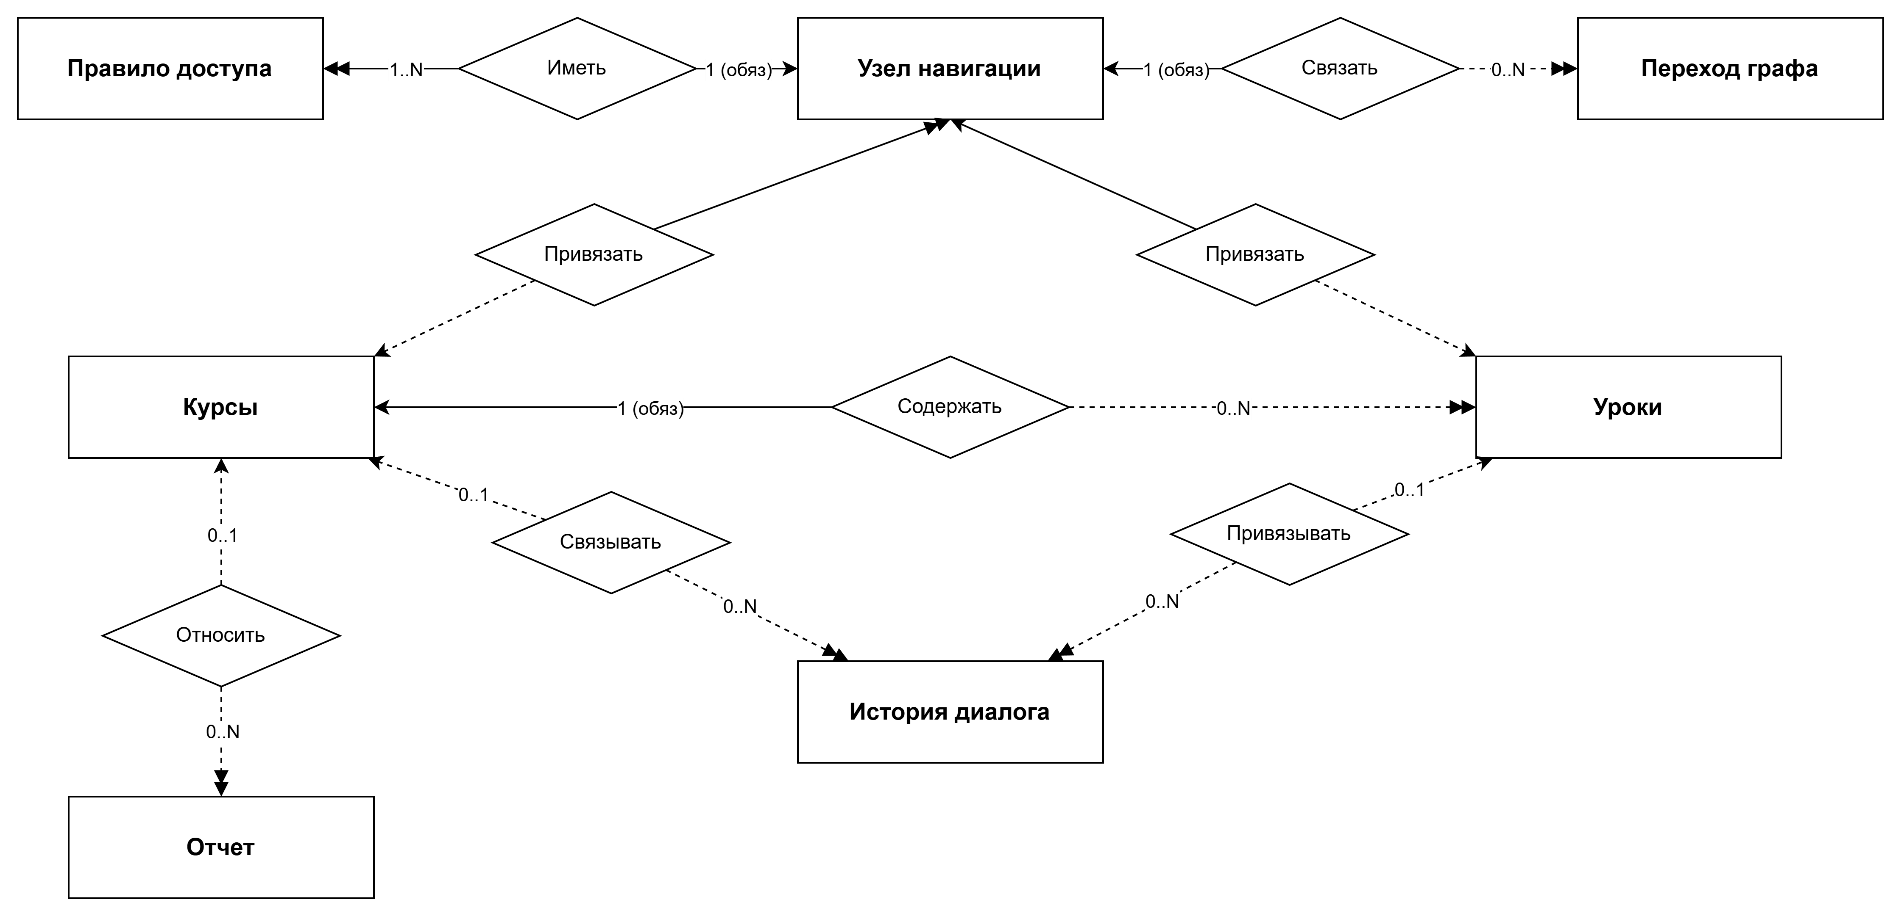 Правило доступа
1..N
Иметь
1 (обяз)
Узел навигации
1 (обяз)
Связать
0..N
Переход графа
Привязать
Привязать
Курсы
1 (обяз)
Содержать
0..N
Уроки
0..1
Связывать
0..N
0..1
Привязывать
0..N
0..1
Относить
0..N
История диалога
Отчет